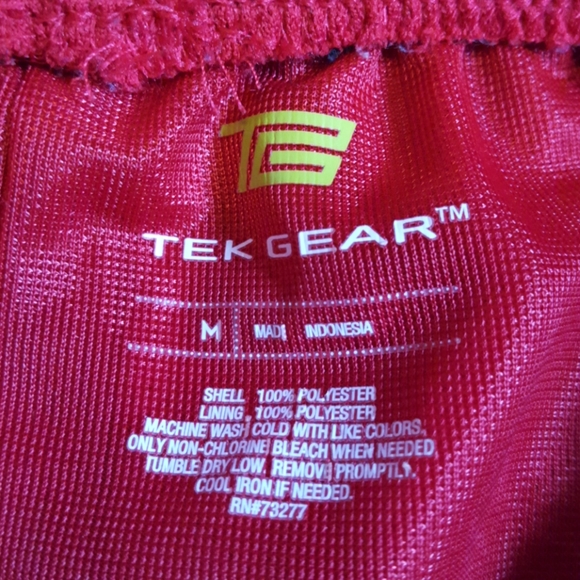 TG
TEK GEAR™
M MADE INDONESIA
SHELL 100% POLYESTER
LINING 100% POLYESTER
MACHINE WASH COLD WITH LIKE COLORS.
ONLY NON-CHLORINE BLEACH WHEN NEEDED
TUMBLE DRY LOW. REMOVE PROMPTLY.
COOL IRON IF NEEDED.
RN#73277